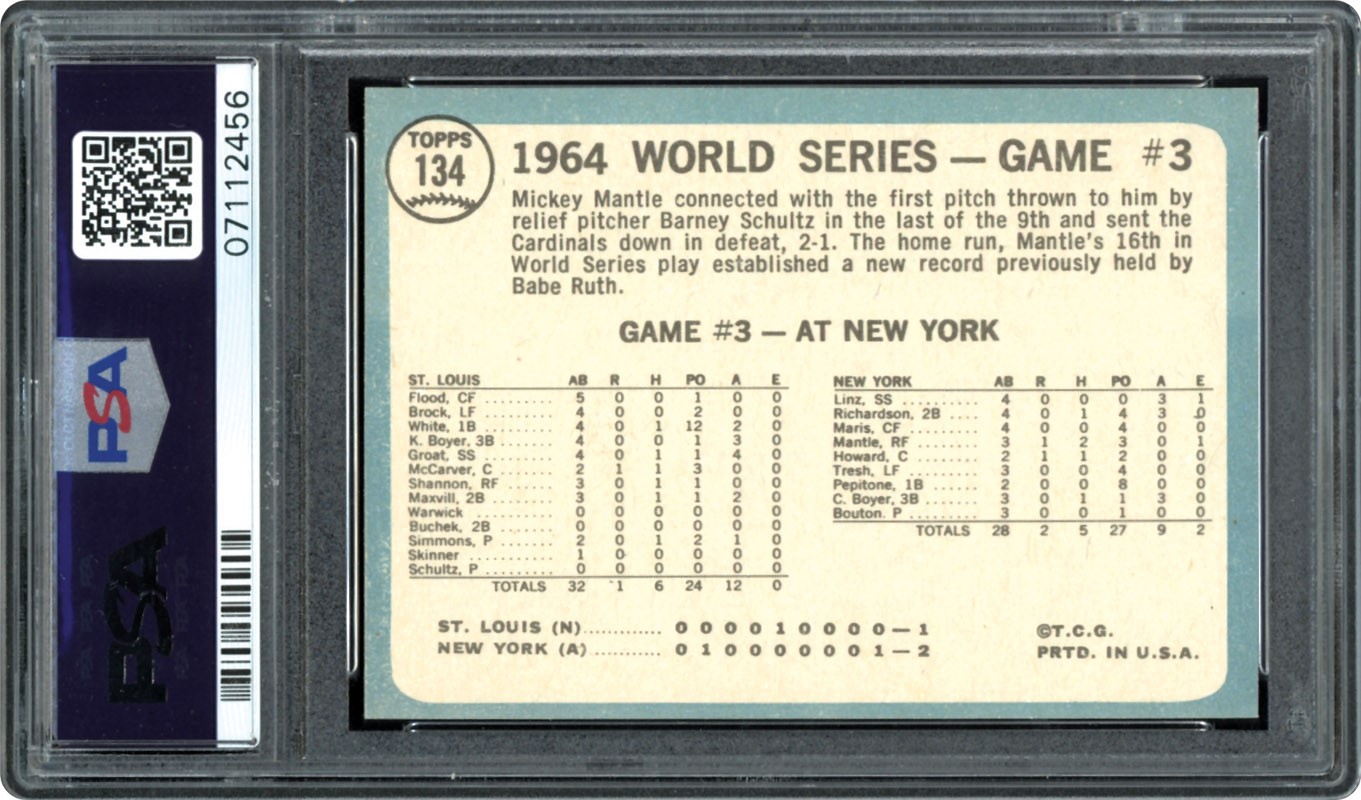 PSA
07112456
PSA
TOPPS
134
1964 WORLD SERIES — GAME #3
Mickey Mantle connected with the first pitch thrown to him by
relief pitcher Barney Schultz in the last of the 9th and sent the
Cardinals down in defeat, 2-1. The home run, Mantle's 16th in
World Series play established a new record previously held by
Babe Ruth.
GAME #3 — AT NEW YORK
ST. LOUIS AB R H PO A E
Flood, CF ......... 5 0 0 1 0 0
Brock, LF ......... 4 0 0 2 0 0
White, 1B ......... 4 0 1 12 2 0
K. Boyer, 3B ....... 4 0 0 1 3 0
Groat, SS ......... 4 0 1 1 4 0
McCarver, C ....... 2 1 1 3 0 0
Shannon, RF ....... 3 0 1 1 0 0
Maxvill, 2B ........ 3 0 1 1 2 0
Warwick ........... 0 0 0 0 0 0
Buchek, 2B ........ 0 0 0 0 0 0
Simmons, P ........ 2 0 1 2 1 0
Skinner ........... 1 0 0 0 0 0
Schultz, P ......... 0 0 0 0 0 0
TOTALS 32 1 6 24 12 0
NEW YORK AB R H PO A E
Linz, SS .......... 4 0 0 0 3 1
Richardson, 2B .... 4 0 1 4 3 0
Maris, CF ......... 4 0 0 4 0 0
Mantle, RF ........ 3 1 2 3 0 1
Howard, C ......... 2 1 1 2 0 0
Tresh, LF ......... 3 0 0 4 0 0
Pepitone, 1B ...... 2 0 0 8 0 0
C. Boyer, 3B ....... 3 0 1 1 3 0
Bouton. P ......... 3 0 0 1 0 0
TOTALS 28 2 5 27 9 2
ST. LOUIS (N)............. 0 0 0 0 1 0 0 0 0 — 1
NEW YORK (A)............ 0 1 0 0 0 0 0 0 1 — 2
©T.C.G.
PRTD. IN U.S.A.